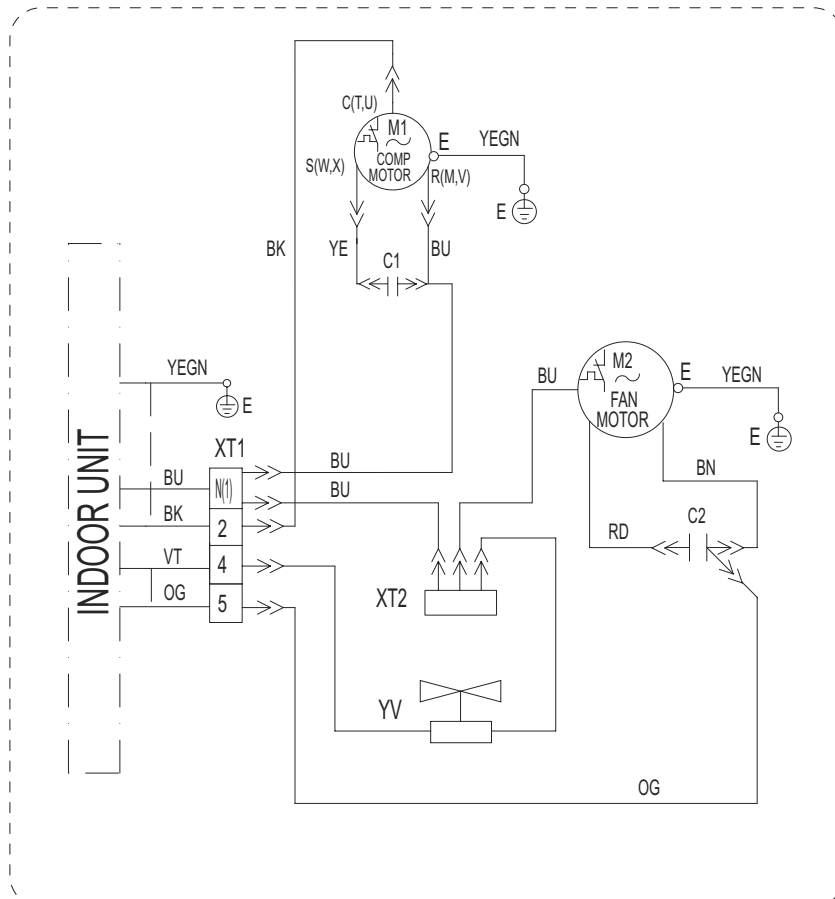 C(T,U)
M1
COMP
MOTOR
E
YEGN
S(W,X)
R(M,V)
E
BK
YE
BU
C1
YEGN
E
M2
FAN
MOTOR
BU
E
YEGN
E
XT1
INDOOR UNIT
BU
N(1)
BU
BU
BN
BK
2
RD
C2
VT
4
OG
5
XT2
YV
OG